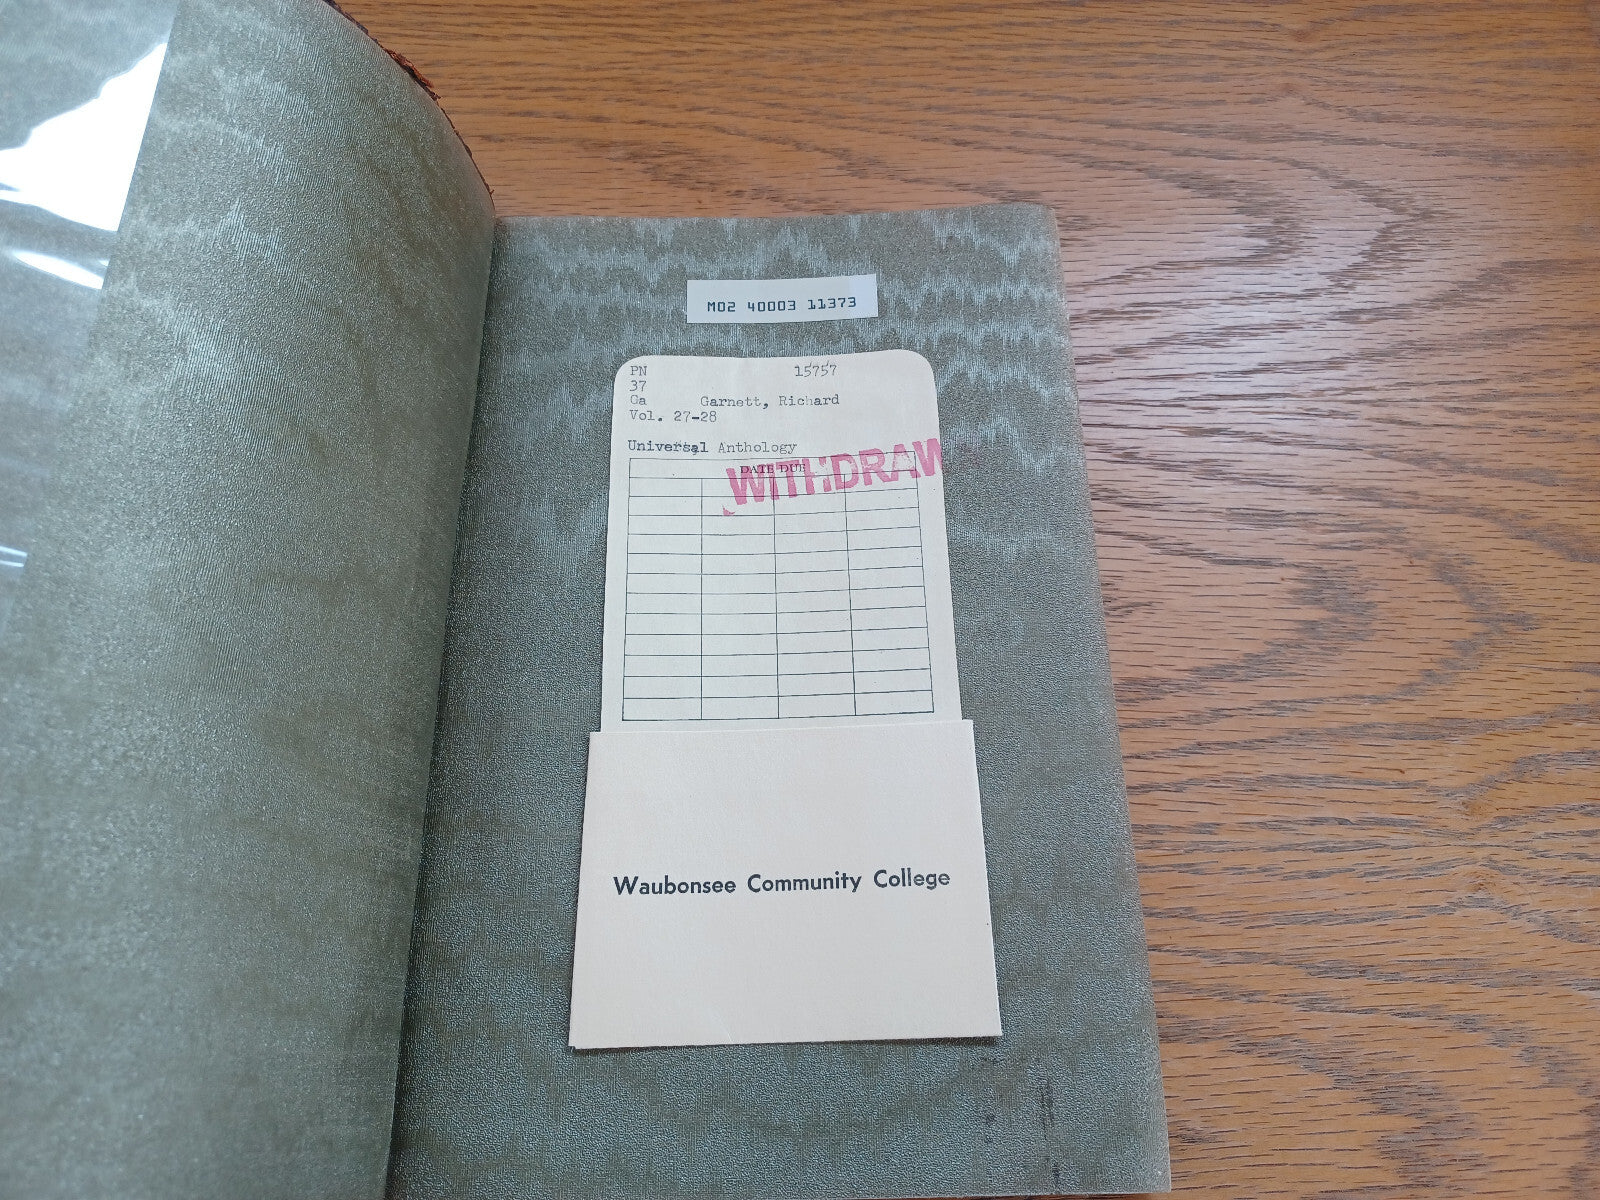 M02 40003 11373
PN 15757
37
Ga Garnett, Richard
Vol. 27-28
Universal Anthology
DATE DUE
WITHDRAW
Waubonsee Community College